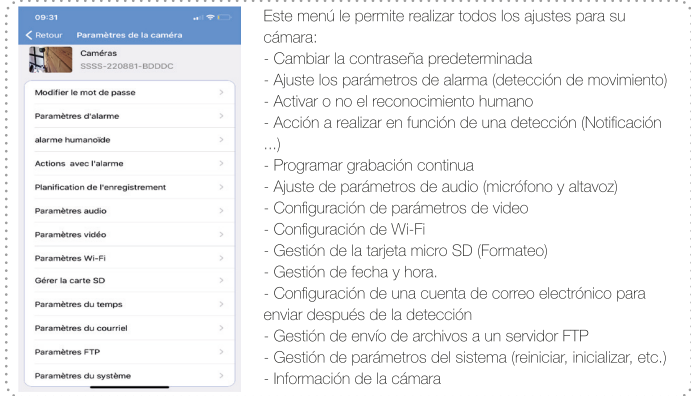 09:31
Retour Paramètres de la caméra
Caméras
SSSS-220881-BDDDC
Modifier le mot de passe
Paramètres d'alarme
alarme humanoïde
Actions avec l'alarme
Planification de l'enregistrement
Paramètres audio
Paramètres vidéo
Paramètres Wi-Fi
Gérer la carte SD
Paramètres du temps
Paramètres du courriel
Paramètres FTP
Paramètres du système
Este menú le permite realizar todos los ajustes para su
cámara:
- Cambiar la contraseña predeterminada
- Ajuste los parámetros de alarma (detección de movimiento)
- Activar o no el reconocimiento humano
- Acción a realizar en función de una detección (Notificación
...)
- Programar grabación continua
- Ajuste de parámetros de audio (micrófono y altavoz)
- Configuración de parámetros de video
- Configuración de Wi-Fi
- Gestión de la tarjeta micro SD (Formateo)
- Gestión de fecha y hora.
- Configuración de una cuenta de correo electrónico para
enviar después de la detección
- Gestión de envío de archivos a un servidor FTP
- Gestión de parámetros del sistema (reiniciar, inicializar, etc.)
- Información de la cámara